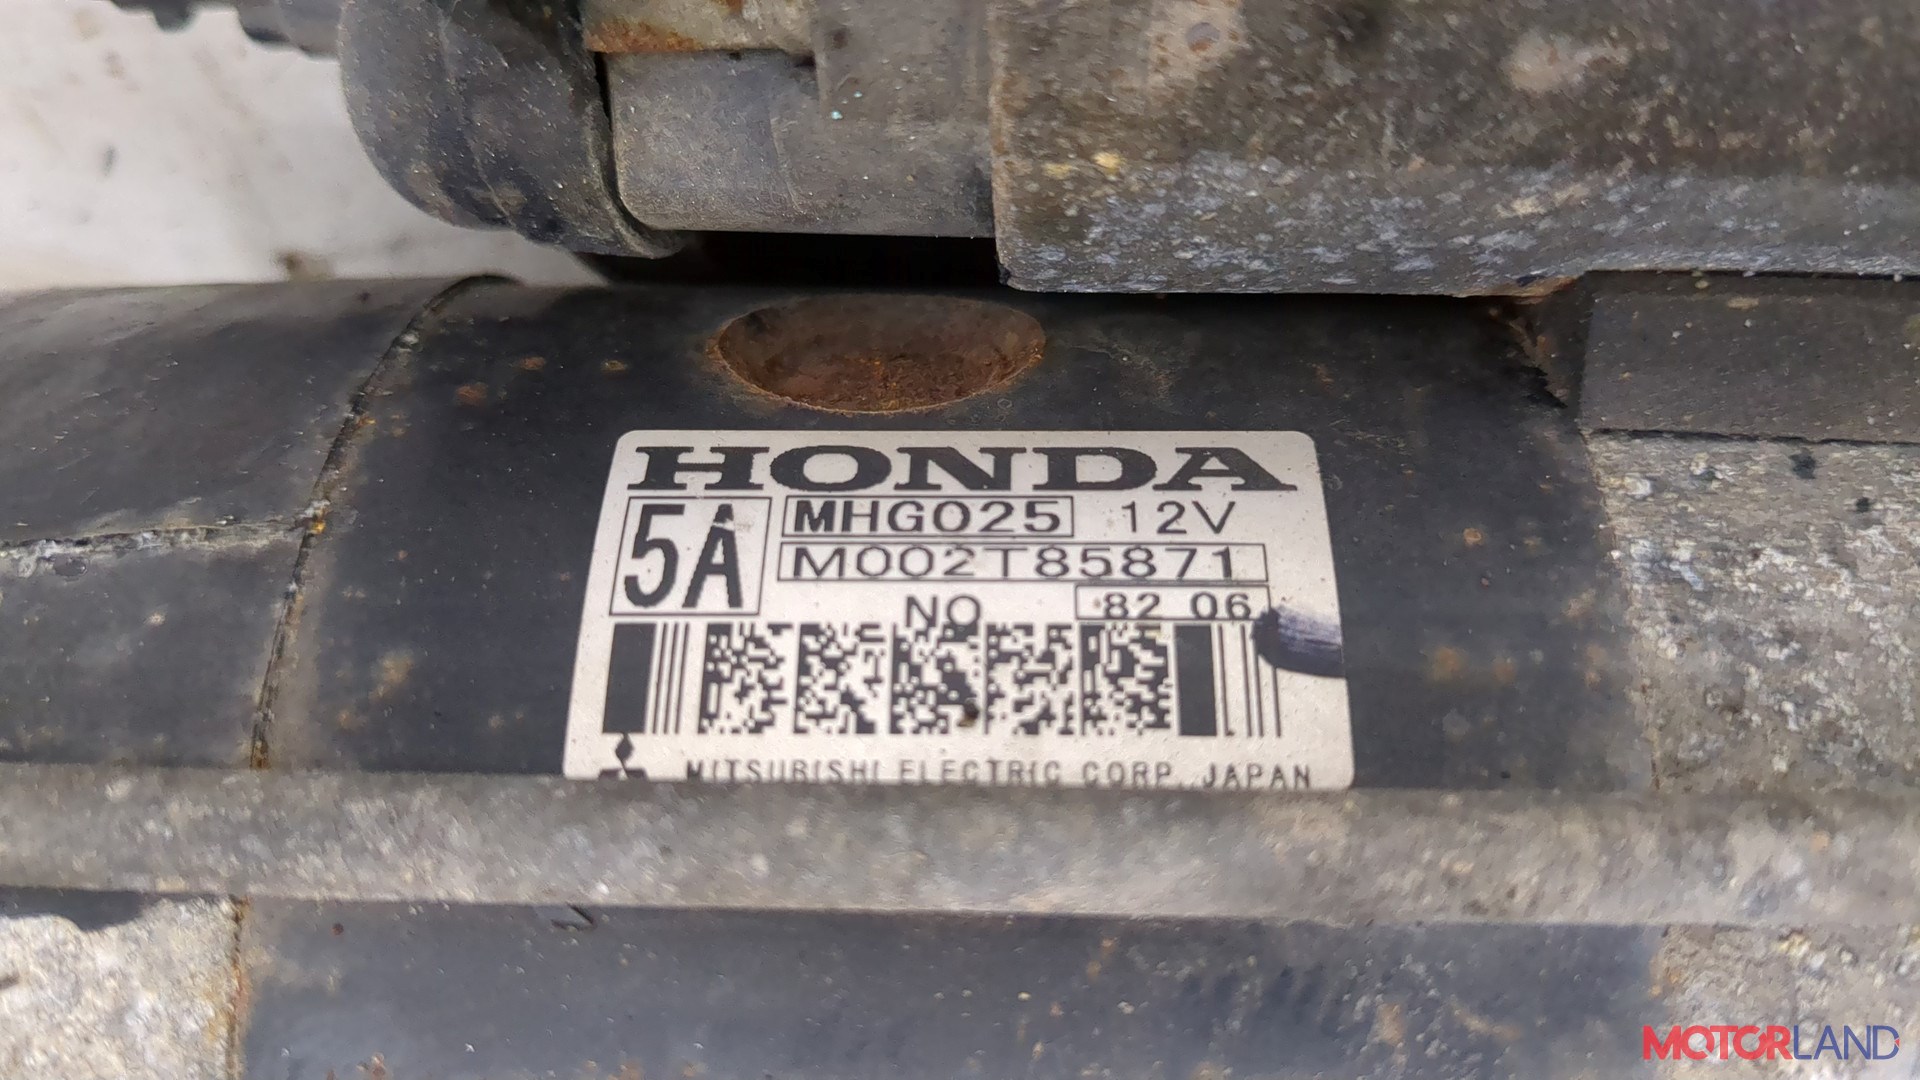 HONDA
5A MHG025 12V
M002T85871
NO 82 06
MITSUBISHI ELECTRIC CORP. JAPAN
MOTORLAND